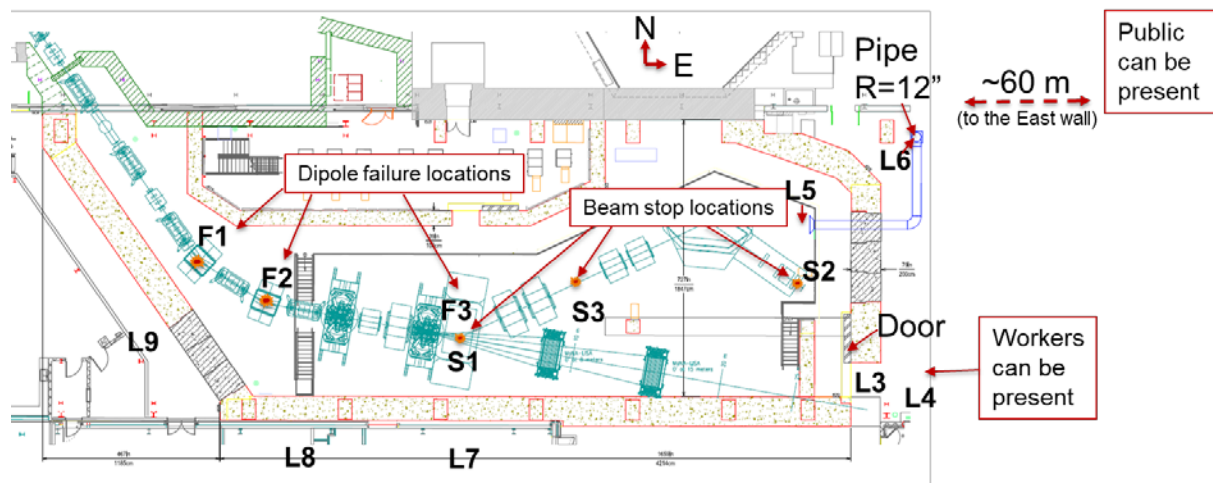 N
E
Pipe
R=12”
~60 m
(to the East wall)
Public
can be
present
Dipole failure locations
Beam stop locations
L6
L5
F1
F2
F3
S1
S2
S3
Door
Workers
can be
present
L9
L3
L4
L8
L7